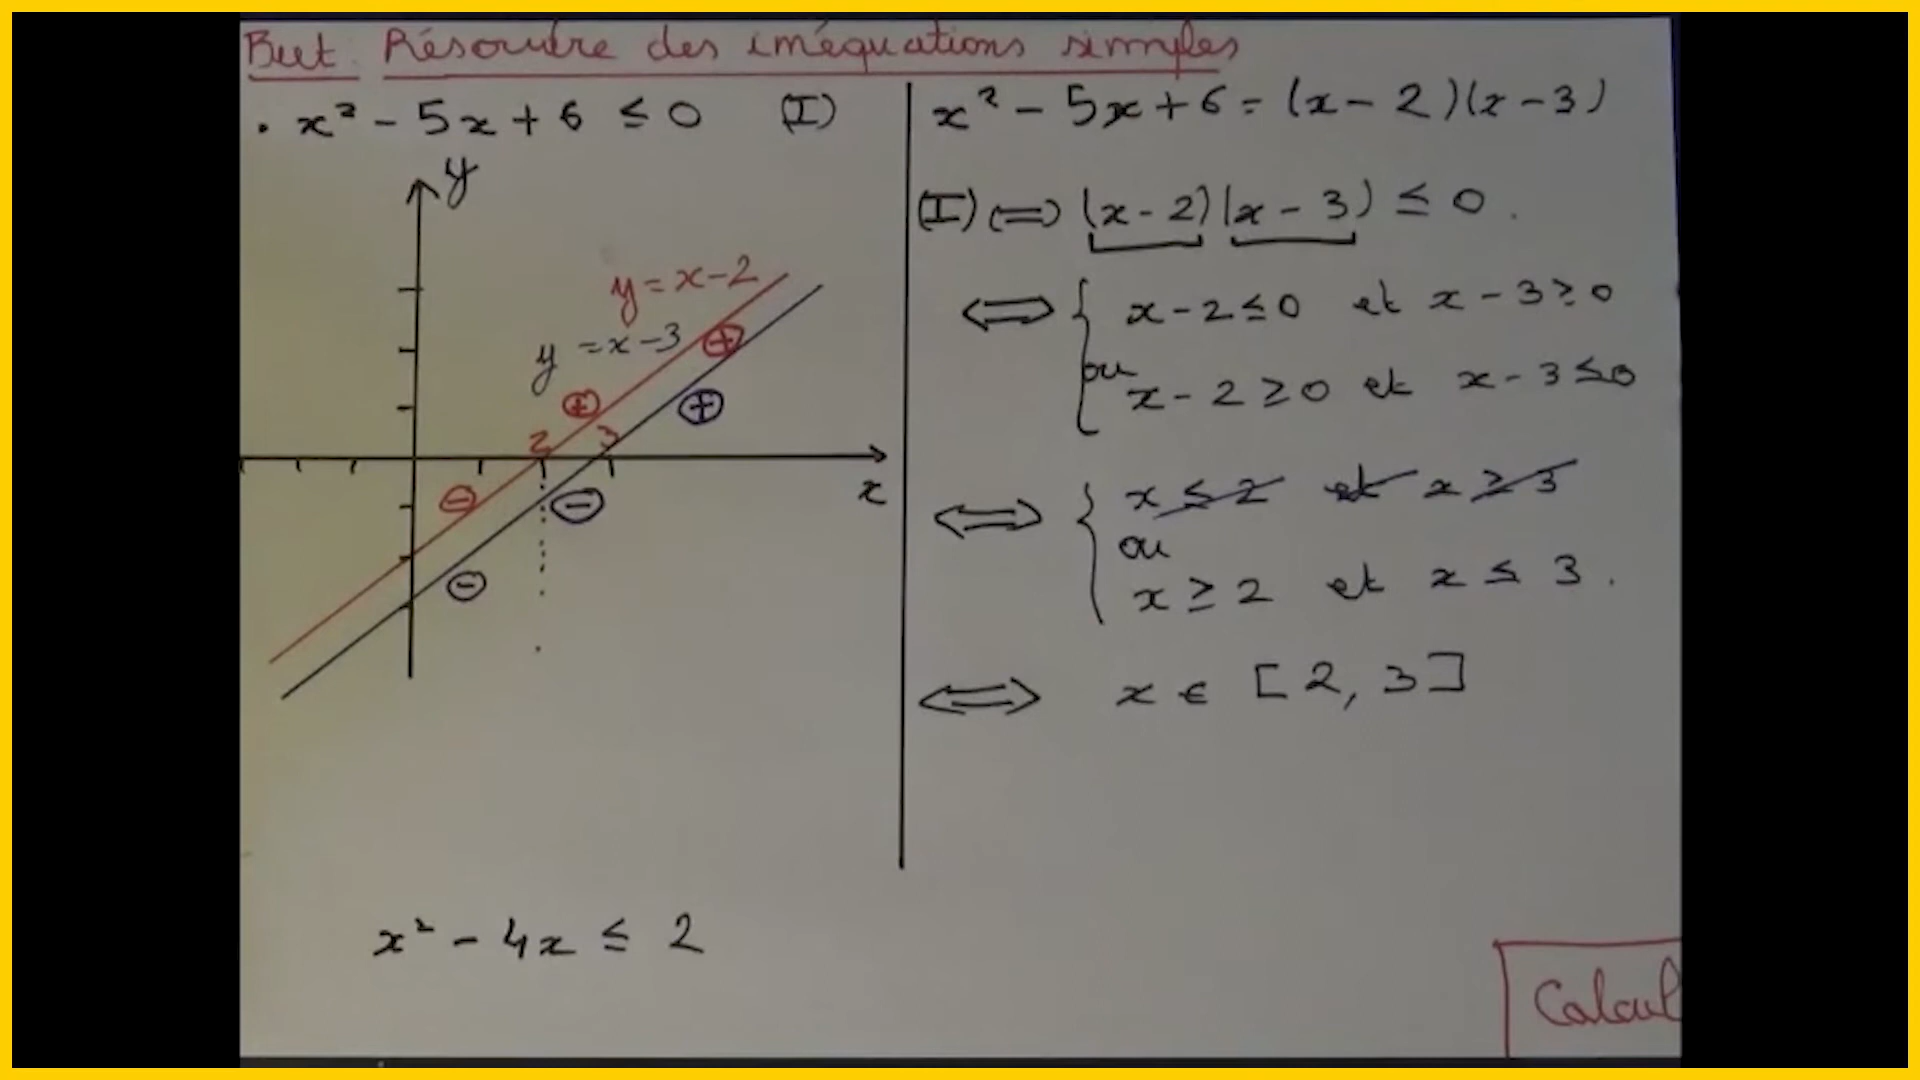 But : Résoudre des inéquations simples
• x² - 5x + 6 ≤ 0 (I)
y
y = x - 2
y = x - 3
+
+
+
2 3
x
-
-
-
x² - 4x ≤ 2
x² - 5x + 6 = (x - 2)(x - 3)
(I) ⟺ (x - 2)(x - 3) ≤ 0.
⟺ { x - 2 ≤ 0 et x - 3 ≥ 0
ou
x - 2 ≥ 0 et x - 3 ≤ 0
⟺ { x ≤ 2 et x ≥ 3
ou
x ≥ 2 et x ≤ 3.
⟺ x ∈ [2, 3]
Calcul